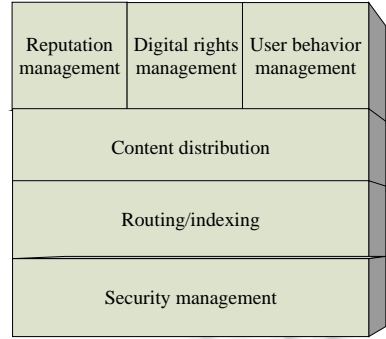 Reputation
management
Digital rights
management
User behavior
management
Content distribution
Routing/indexing
Security management